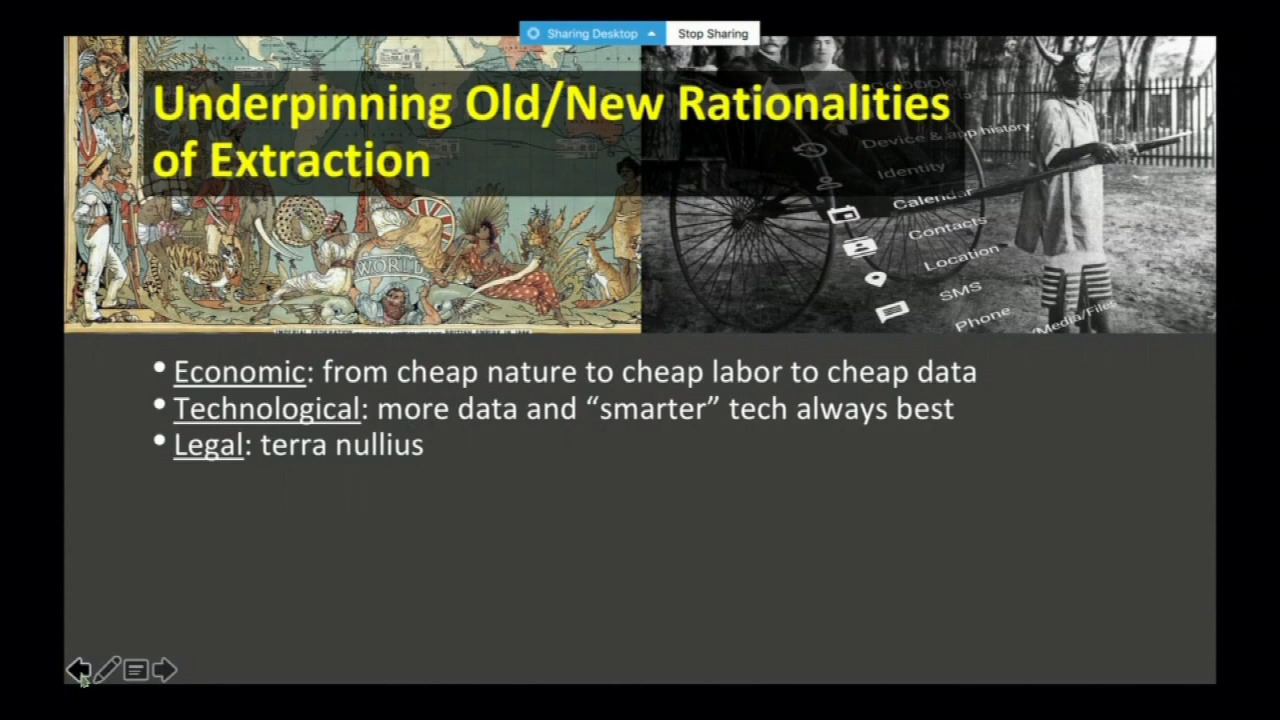 Sharing Desktop
Stop Sharing
Underpinning Old/New Rationalities
of Extraction
Device & app history
Identity
Calendar
Contacts
Location
SMS
Phone
WORLD
• Economic: from cheap nature to cheap labor to cheap data
• Technological: more data and “smarter” tech always best
• Legal: terra nullius